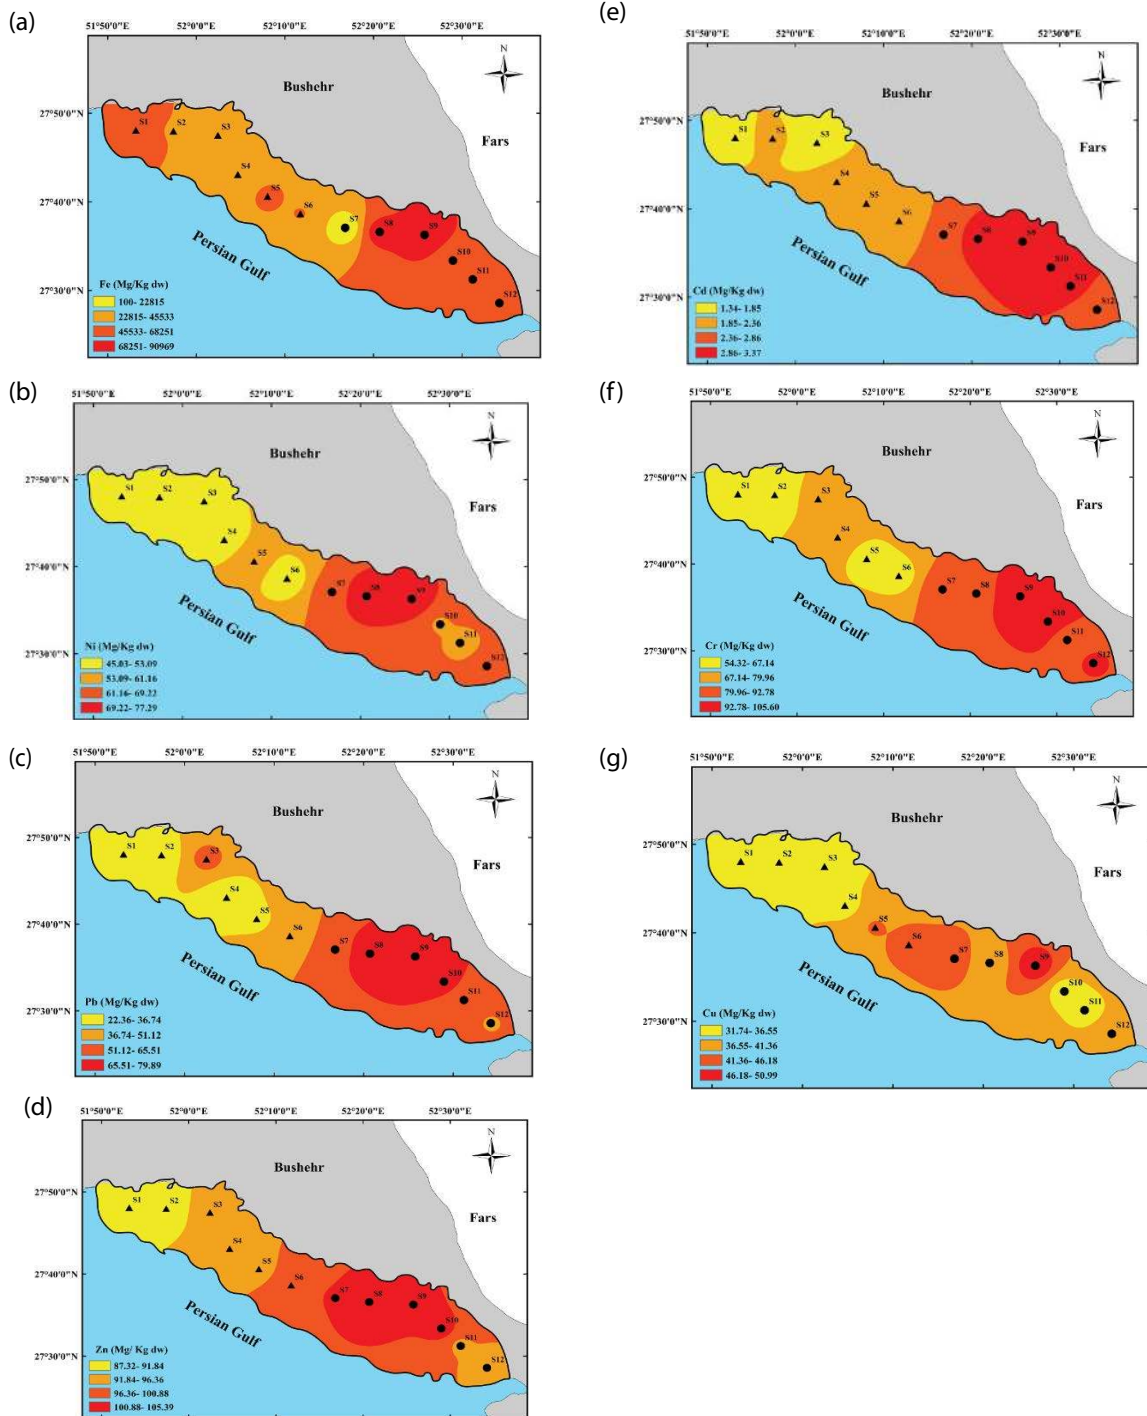 (a)
51°50'0"E 52°0'0"E 52°10'0"E 52°20'0"E 52°30'0"E
N
Bushehr
Fars
27°50'0"N
27°40'0"N
27°30'0"N
S1 S2 S3 S4 S5 S6 S7 S8 S9 S10 S11 S12
Persian Gulf
Fe (Mg/Kg dw)
100- 22815
22815- 45533
45533- 68251
68251- 90969
(e)
51°50'0"E 52°0'0"E 52°10'0"E 52°20'0"E 52°30'0"E
N
Bushehr
Fars
27°50'0"N
27°40'0"N
27°30'0"N
S1 S2 S3 S4 S5 S6 S7 S8 S9 S10 S11 S12
Persian Gulf
Cd (Mg/Kg dw)
1.34- 1.85
1.85- 2.36
2.36- 2.86
2.86- 3.37
(b)
51°50'0"E 52°0'0"E 52°10'0"E 52°20'0"E 52°30'0"E
N
Bushehr
Fars
27°50'0"N
27°40'0"N
27°30'0"N
S1 S2 S3 S4 S5 S6 S7 S8 S9 S10 S11 S12
Persian Gulf
Ni (Mg/Kg dw)
45.03- 53.09
53.09- 61.16
61.16- 69.22
69.22- 77.29
(f)
51°50'0"E 52°0'0"E 52°10'0"E 52°20'0"E 52°30'0"E
N
Bushehr
Fars
27°50'0"N
27°40'0"N
27°30'0"N
S1 S2 S3 S4 S5 S6 S7 S8 S9 S10 S11 S12
Persian Gulf
Cr (Mg/Kg dw)
54.32- 67.14
67.14- 79.96
79.96- 92.78
92.78- 105.60
(c)
51°50'0"E 52°0'0"E 52°10'0"E 52°20'0"E 52°30'0"E
N
Bushehr
Fars
27°50'0"N
27°40'0"N
27°30'0"N
S1 S2 S3 S4 S5 S6 S7 S8 S9 S10 S11 S12
Persian Gulf
Pb (Mg/Kg dw)
22.36- 36.74
36.74- 51.12
51.12- 65.51
65.51- 79.89
(g)
51°50'0"E 52°0'0"E 52°10'0"E 52°20'0"E 52°30'0"E
N
Bushehr
Fars
27°50'0"N
27°40'0"N
27°30'0"N
S1 S2 S3 S4 S5 S6 S7 S8 S9 S10 S11 S12
Persian Gulf
Cu (Mg/Kg dw)
31.74- 36.55
36.55- 41.36
41.36- 46.18
46.18- 50.99
(d)
51°50'0"E 52°0'0"E 52°10'0"E 52°20'0"E 52°30'0"E
N
Bushehr
Fars
27°50'0"N
27°40'0"N
27°30'0"N
S1 S2 S3 S4 S5 S6 S7 S8 S9 S10 S11 S12
Persian Gulf
Zn (Mg/ Kg dw)
87.32- 91.84
91.84- 96.36
96.36- 100.88
100.88- 105.39